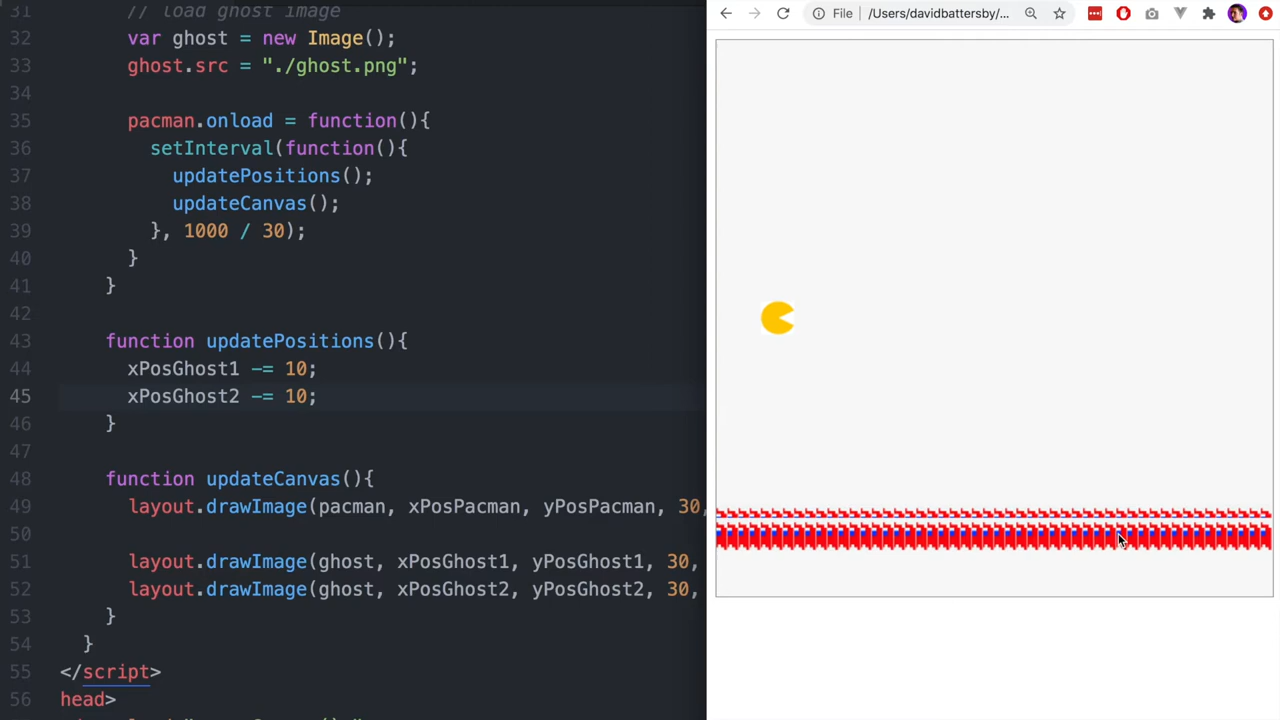 31 // load ghost image
32 var ghost = new Image();
33 ghost.src = "./ghost.png";
34
35 pacman.onload = function(){
36 setInterval(function(){
37 updatePositions();
38 updateCanvas();
39 }, 1000 / 30);
40 }
41 }
42
43 function updatePositions(){
44 xPosGhost1 -= 10;
45 xPosGhost2 -= 10;
46 }
47
48 function updateCanvas(){
49 layout.drawImage(pacman, xPosPacman, yPosPacman, 30,
50
51 layout.drawImage(ghost, xPosGhost1, yPosGhost1, 30,
52 layout.drawImage(ghost, xPosGhost2, yPosGhost2, 30,
53 }
54 }
55 </script>
56 head>
File /Users/davidbattersby/...